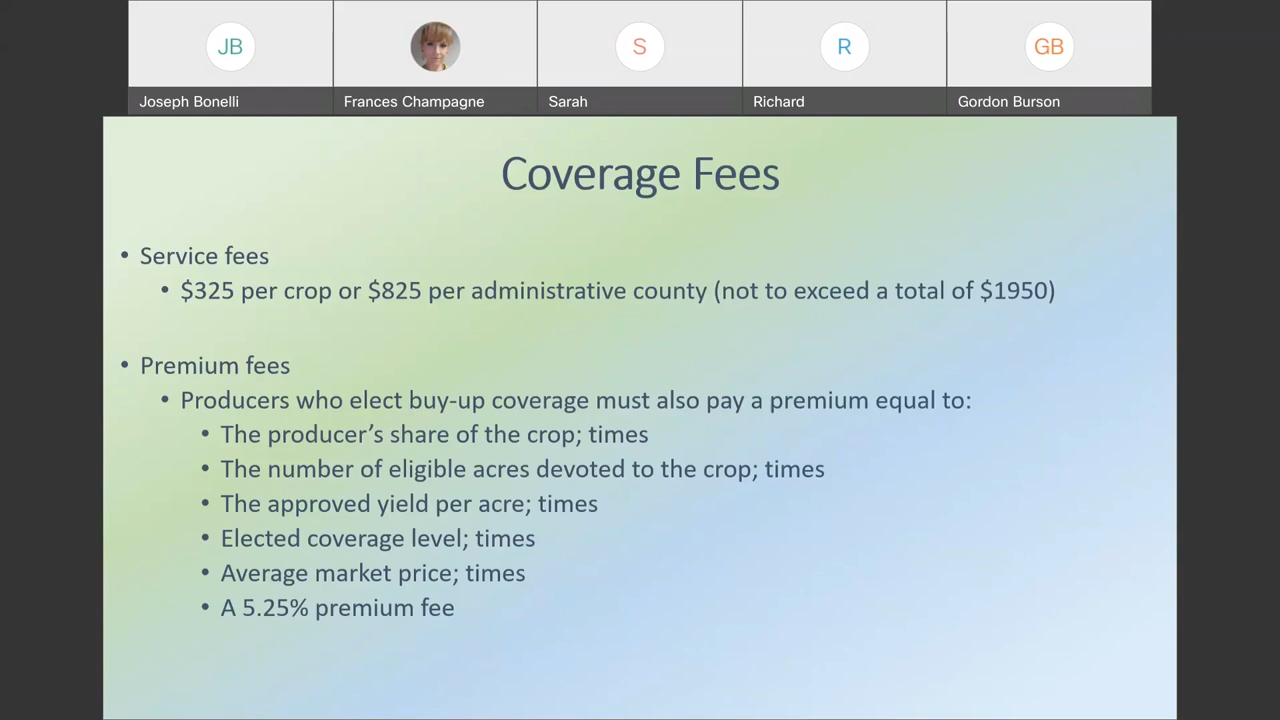 JB
S
R
GB
Joseph Bonelli
Frances Champagne
Sarah
Richard
Gordon Burson
Coverage Fees
• Service fees
• $325 per crop or $825 per administrative county (not to exceed a total of $1950)
• Premium fees
• Producers who elect buy-up coverage must also pay a premium equal to:
• The producer’s share of the crop; times
• The number of eligible acres devoted to the crop; times
• The approved yield per acre; times
• Elected coverage level; times
• Average market price; times
• A 5.25% premium fee